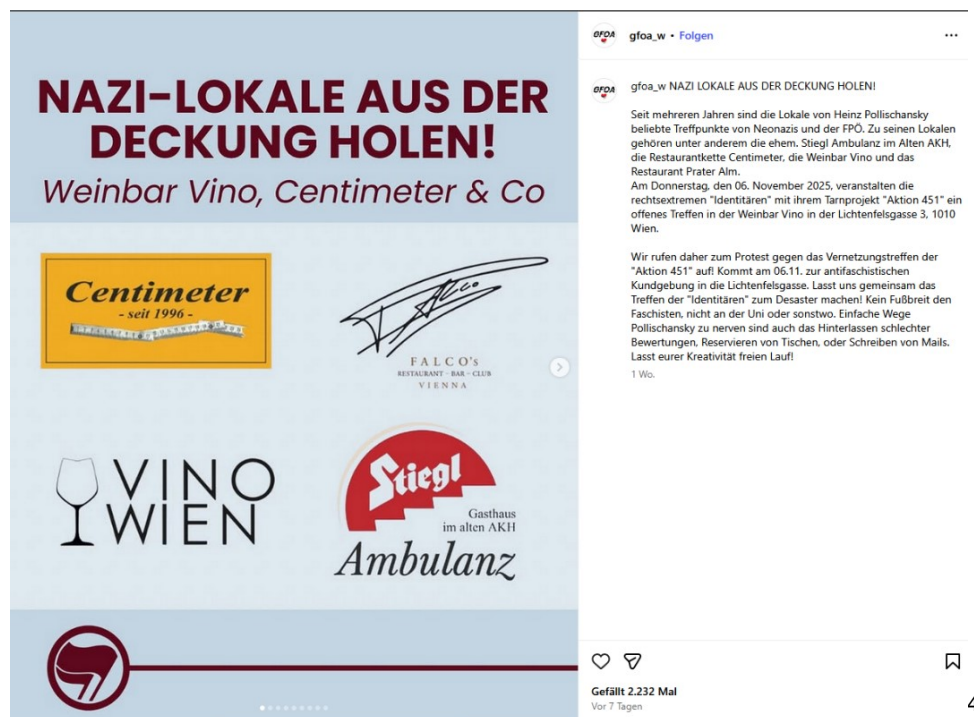 NAZI-LOKALE AUS DER
DECKUNG HOLEN!
Weinbar Vino, Centimeter & Co
Centimeter
- seit 1996 -
Falco
FALCO's
RESTAURANT - BAR - CLUB
VIENNA
VINO
WIEN
Stiegl
Gasthaus
im alten AKH
Ambulanz
GFDA
gfoa_w • Folgen
GFDA
gfoa_w NAZI LOKALE AUS DER DECKUNG HOLEN!
Seit mehreren Jahren sind die Lokale von Heinz Pollischansky
beliebte Treffpunkte von Neonazis und der FPÖ. Zu seinen Lokalen
gehören unter anderem die ehem. Stiegl Ambulanz im Alten AKH,
die Restaurantkette Centimeter, die Weinbar Vino und das
Restaurant Prater Alm.
Am Donnerstag, den 06. November 2025, veranstalten die
rechtsextremen "Identitären" mit ihrem Tarnprojekt "Aktion 451" ein
offenes Treffen in der Weinbar Vino in der Lichtenfelsgasse 3, 1010
Wien.
Wir rufen daher zum Protest gegen das Vernetzungstreffen der
"Aktion 451" auf! Kommt am 06.11. zur antifaschistischen
Kundgebung in die Lichtenfelsgasse. Lasst uns gemeinsam das
Treffen der "Identitären" zum Desaster machen! Kein Fußbreit den
Faschisten, nicht an der Uni oder sonstwo. Einfache Wege
Pollischansky zu nerven sind auch das Hinterlassen schlechter
Bewertungen, Reservieren von Tischen, oder Schreiben von Mails.
Lasst eurer Kreativität freien Lauf!
1 Wo.
Gefällt 2.232 Mal
Vor 7 Tagen